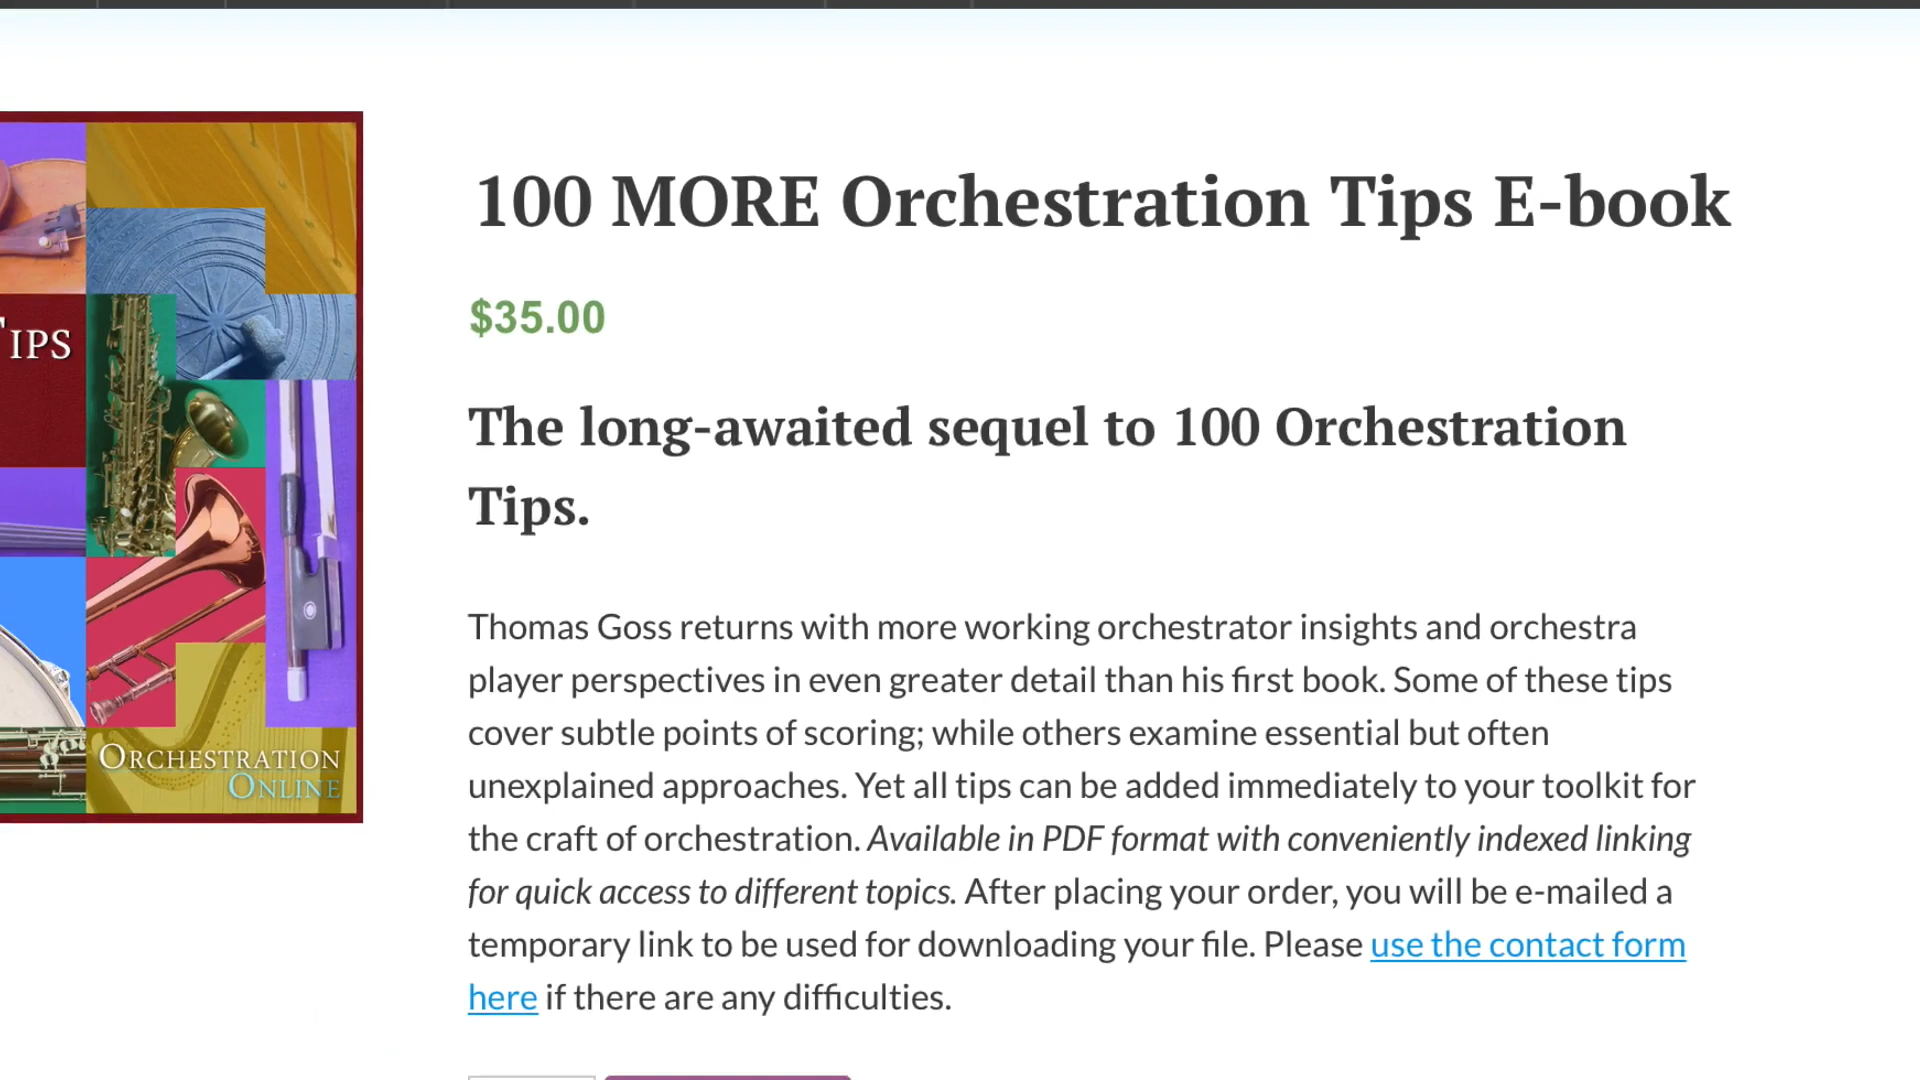 100 MORE Orchestration Tips E-book
$35.00
The long-awaited sequel to 100 Orchestration
Tips.
Thomas Goss returns with more working orchestrator insights and orchestra
player perspectives in even greater detail than his first book. Some of these tips
cover subtle points of scoring; while others examine essential but often
unexplained approaches. Yet all tips can be added immediately to your toolkit for
the craft of orchestration. Available in PDF format with conveniently indexed linking
for quick access to different topics. After placing your order, you will be e-mailed a
temporary link to be used for downloading your file. Please use the contact form
here if there are any difficulties.
TIPS
ORCHESTRATION
ONLINE